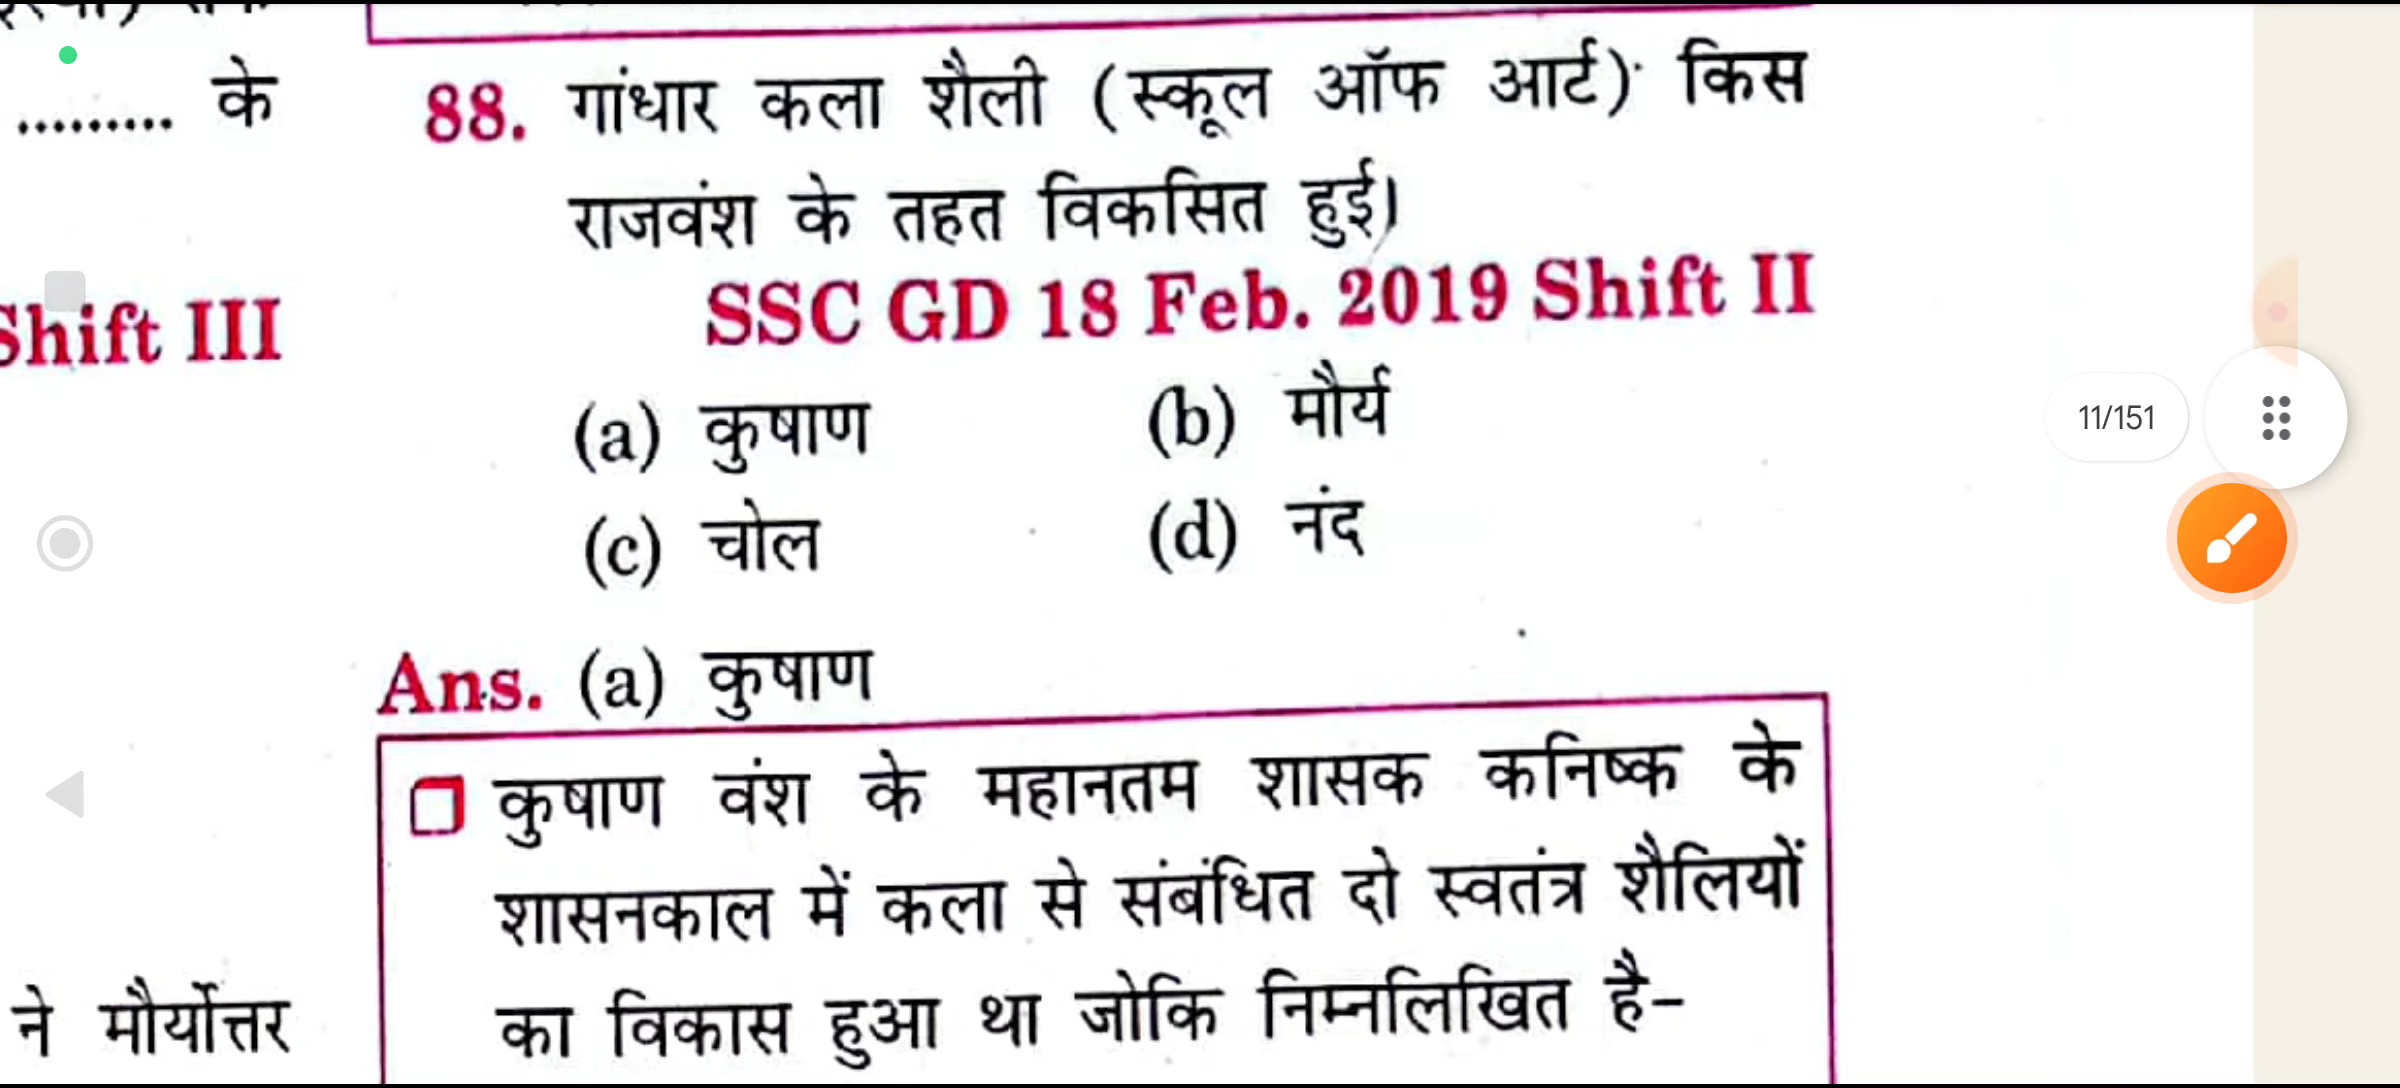 ......... के
Shift III
ने मौर्योत्तर
88. गांधार कला शैली (स्कूल ऑफ आर्ट) किस
राजवंश के तहत विकसित हुई।
SSC GD 18 Feb. 2019 Shift II
(a) कुषाण (b) मौर्य
(c) चोल (d) नंद
Ans. (a) कुषाण
कुषाण वंश के महानतम शासक कनिष्क के
शासनकाल में कला से संबंधित दो स्वतंत्र शैलियों
का विकास हुआ था जोकि निम्नलिखित है-
11/151